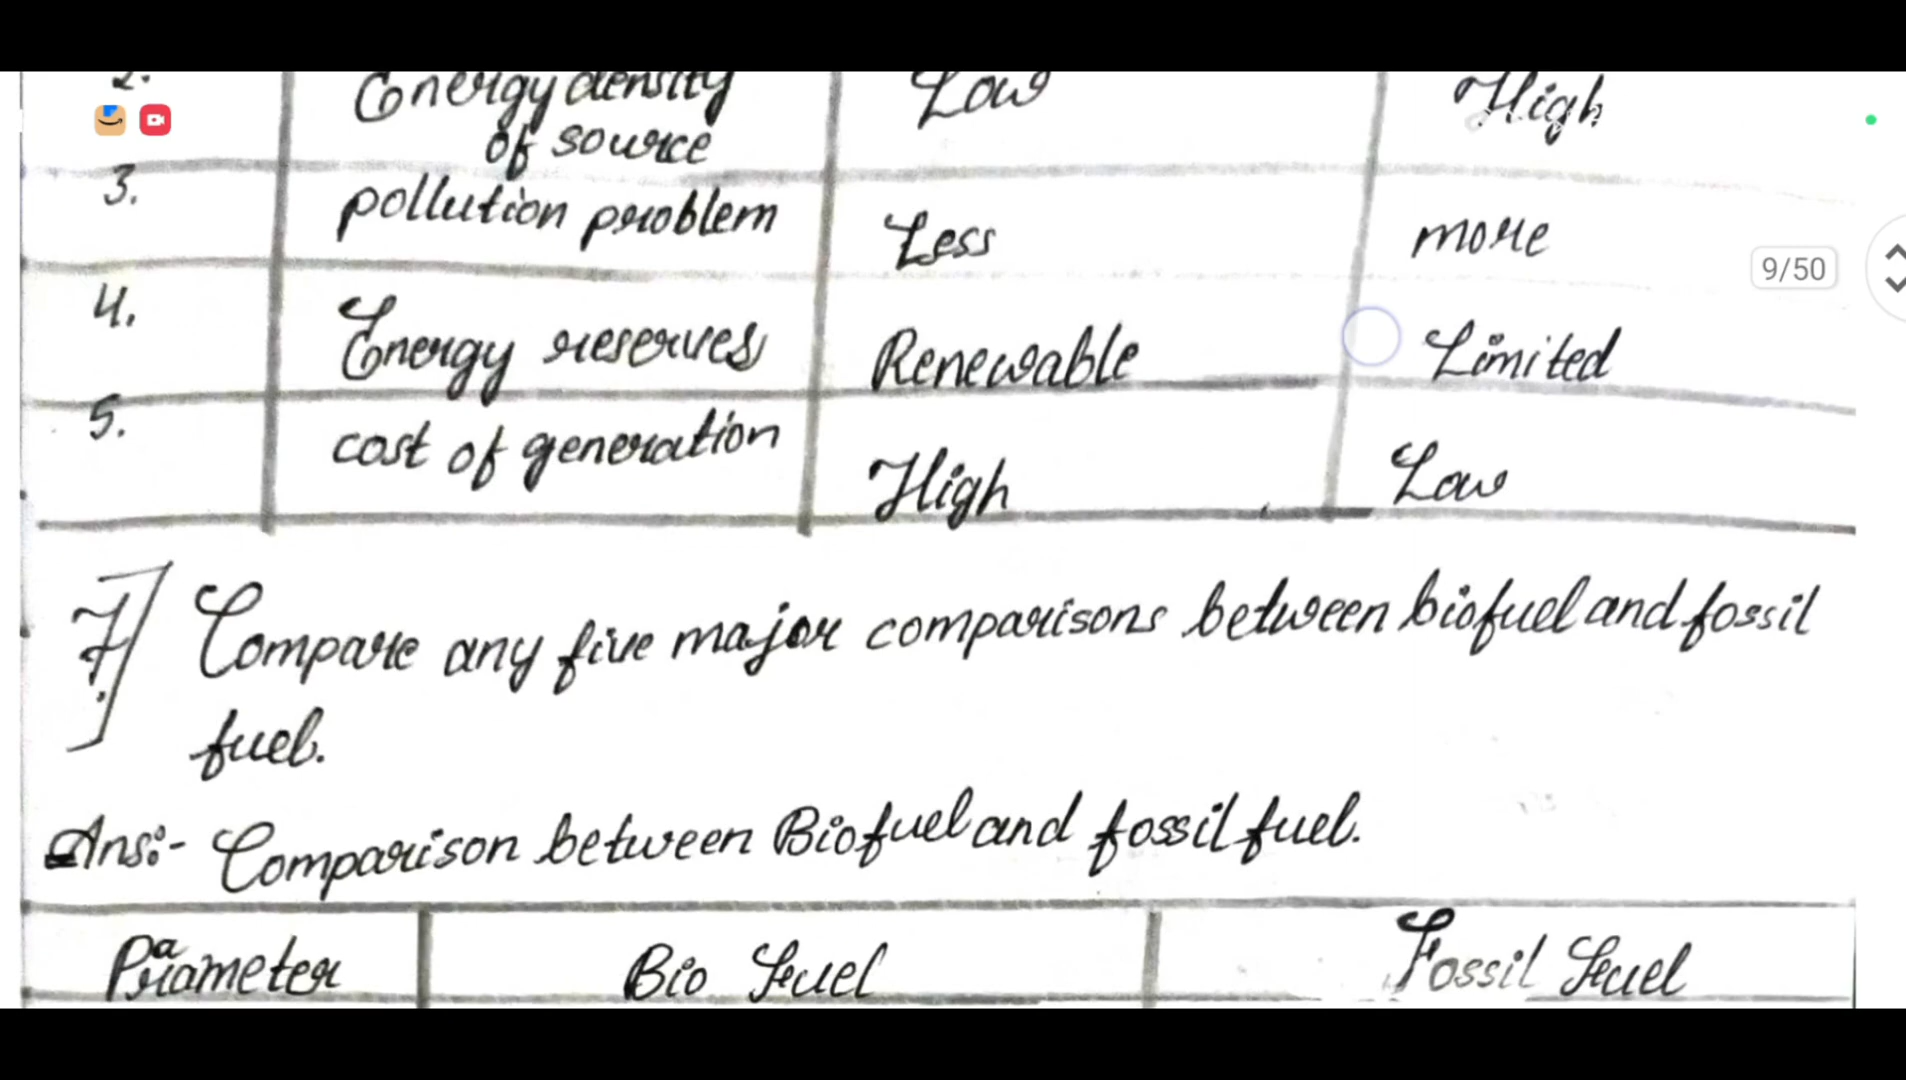 2. Energy density Low High
of source
3. pollution problem Less more
9/50
4. Energy reserves Renewable Limited
5. cost of generation High Low
7. Compare any five major comparisons between biofuel and fossil
fuel.
Ans:- Comparison between Biofuel and fossil fuel.
Parameter Bio Fuel Fossil Fuel